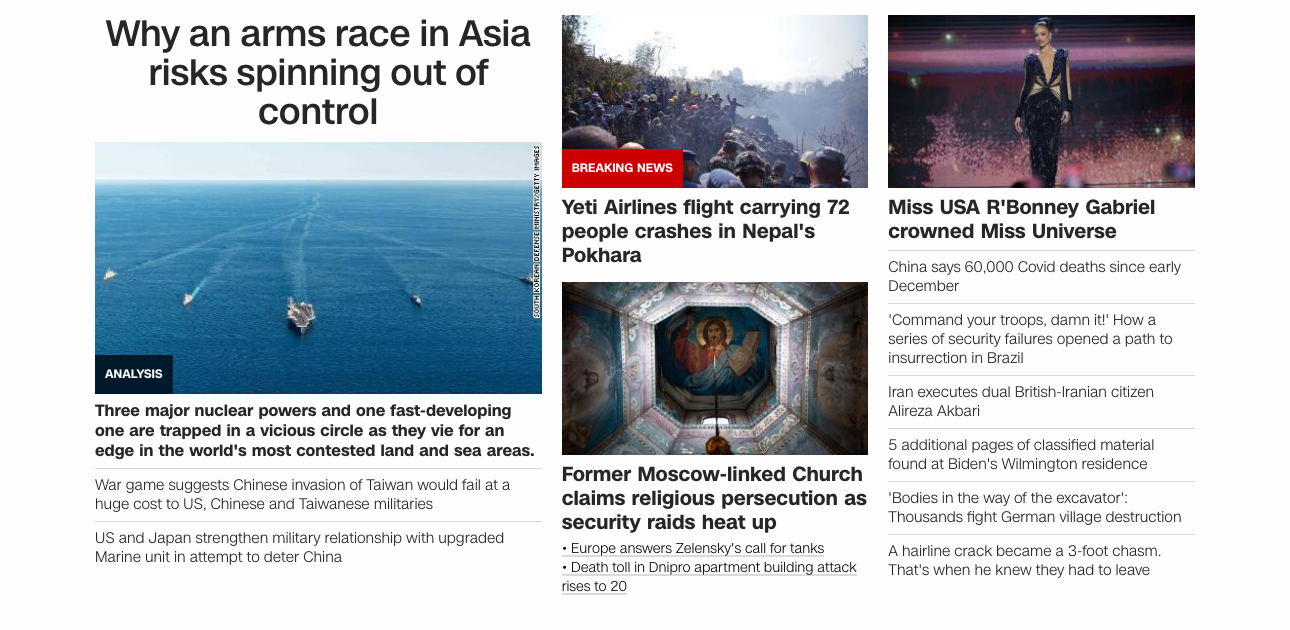 Why an arms race in Asia
risks spinning out of
control
SOUTH KOREAN DEFENSE MINISTRY/GETTY IMAGES
ANALYSIS
Three major nuclear powers and one fast-developing
one are trapped in a vicious circle as they vie for an
edge in the world's most contested land and sea areas.
War game suggests Chinese invasion of Taiwan would fail at a
huge cost to US, Chinese and Taiwanese militaries
US and Japan strengthen military relationship with upgraded
Marine unit in attempt to deter China
BREAKING NEWS
Yeti Airlines flight carrying 72
people crashes in Nepal's
Pokhara
Former Moscow-linked Church
claims religious persecution as
security raids heat up
• Europe answers Zelensky's call for tanks
• Death toll in Dnipro apartment building attack
rises to 20
Miss USA R'Bonney Gabriel
crowned Miss Universe
China says 60,000 Covid deaths since early
December
'Command your troops, damn it!' How a
series of security failures opened a path to
insurrection in Brazil
Iran executes dual British-Iranian citizen
Alireza Akbari
5 additional pages of classified material
found at Biden's Wilmington residence
'Bodies in the way of the excavator':
Thousands fight German village destruction
A hairline crack became a 3-foot chasm.
That's when he knew they had to leave